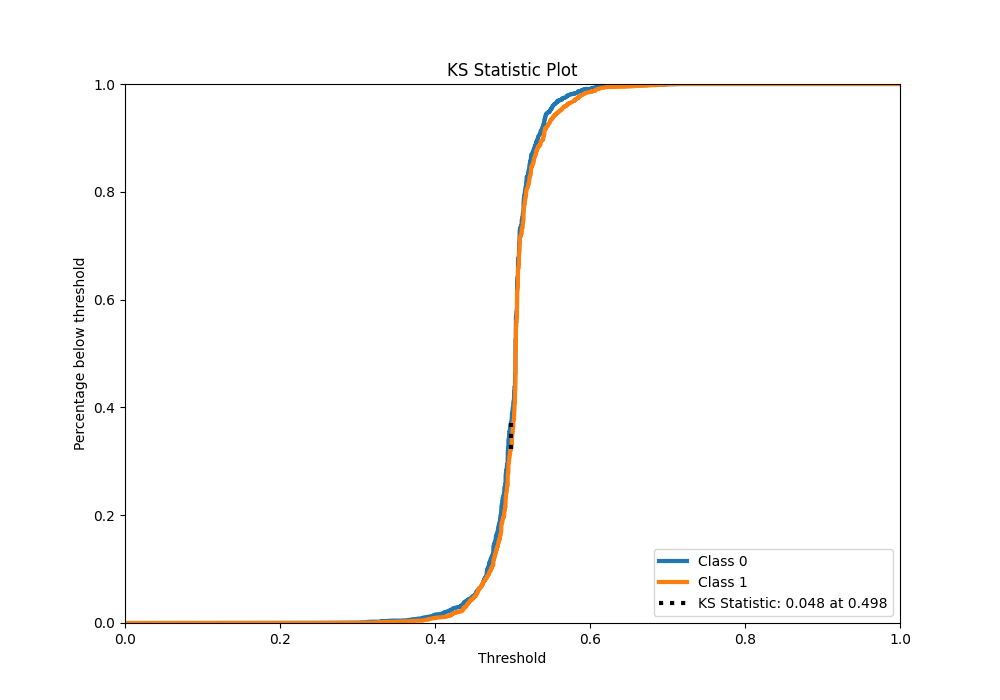 KS Statistic Plot
Percentage below threshold
1.0
0.8
0.6
0.4
0.2
0.0
0.0 0.2 0.4 0.6 0.8 1.0
Threshold
Class 0
Class 1
KS Statistic: 0.048 at 0.498